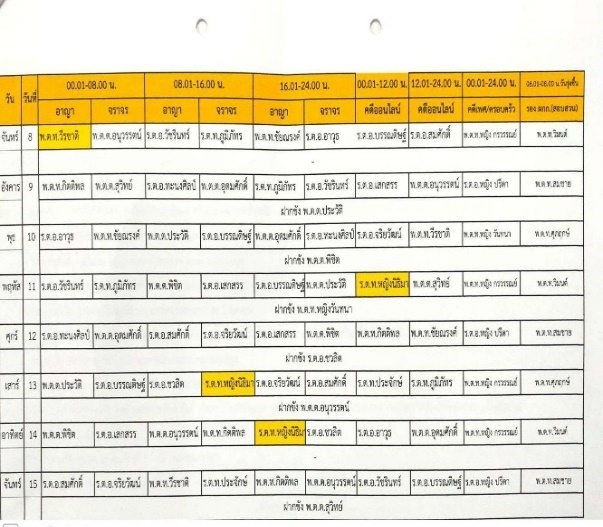 วัน วันที่ 00.01-08.00 น. 08.01-16.00 น. 16.01-24.00 น. 00.01-12.00 น. 12.01-24.00 น. 00.01-24.00 น. 08.01-08.00 น.วันรุ่งขึ้น
อาญา จราจร อาญา จราจร อาญา จราจร คดีออนไลน์ คดีออนไลน์ คดีเพศ/ครอบครัว รอง ผกก.(สอบสวน)
จันทร์ 8 พ.ต.ท.วีรชาติ พ.ต.ต.อนุวรรตน์ ร.ต.อ.วัชรินทร์ ร.ต.ท.ภูมิภัทร พ.ต.ท.ชัยณรงค์ ร.ต.อ.อาวุธ ร.ต.อ.บรรณดิษฐ์ ร.ต.อ.สมศักดิ์ พ.ต.ท.หญิง กรวรรณย์ พ.ต.ท.วิมนต์
-
อังคาร 9 พ.ต.ท.กิตติพล พ.ต.ต.สุวิทย์ ร.ต.อ.ทะนงศิลป์ พ.ต.ต.อุดมศักดิ์ ร.ต.ท.ภูมิภัทร ร.ต.อ.วัชรินทร์ ร.ต.อ.เสกสรร พ.ต.ต.อนุวรรตน์ ร.ต.อ.หญิง ปรีดา พ.ต.ท.สมชาย
ฝากขัง พ.ต.ต.ประวัติ
พุธ 10 ร.ต.อ.อาวุธ พ.ต.ท.ชัยณรงค์ พ.ต.ต.ประวัติ ร.ต.อ.บรรณดิษฐ์ พ.ต.ต.อุดมศักดิ์ ร.ต.อ.ทะนงศิลป์ ร.ต.อ.จริยวัฒน์ พ.ต.ท.วีรชาติ พ.ต.ท.หญิง วันทนา พ.ต.ท.ศุภฤกษ์
ฝากขัง พ.ต.ต.พิชิต
พฤหัส 11 ร.ต.อ.วัชรินทร์ ร.ต.ท.ภูมิภัทร พ.ต.ต.พิชิต ร.ต.อ.เสกสรร ร.ต.อ.บรรณดิษฐ์ พ.ต.ต.ประวัติ ร.ต.ท.หญิงนิธิมา พ.ต.ต.สุวิทย์ พ.ต.ท.หญิง กรวรรณย์ พ.ต.ท.วิมนต์
ฝากขัง พ.ต.ท.หญิงวันทนา
ศุกร์ 12 ร.ต.อ.ทะนงศิลป์ พ.ต.ต.อุดมศักดิ์ ร.ต.อ.สมศักดิ์ ร.ต.อ.จริยวัฒน์ ร.ต.อ.เสกสรร พ.ต.ต.พิชิต พ.ต.ท.กิตติพล พ.ต.ท.ชัยณรงค์ ร.ต.อ.หญิง ปรีดา พ.ต.ท.สมชาย
ฝากขัง ร.ต.อ.ชวลิต
เสาร์ 13 พ.ต.ต.ประวัติ ร.ต.อ.บรรณดิษฐ์ ร.ต.อ.ชวลิต ร.ต.ท.หญิงนิธิมา ร.ต.อ.จริยวัฒน์ ร.ต.อ.สมศักดิ์ ร.ต.ท.ประจักษ์ ร.ต.ท.ภูมิภัทร พ.ต.ท.หญิง กรวรรณย์ พ.ต.ท.ศุภฤกษ์
ฝากขัง พ.ต.ต.อนุวรรตน์
อาทิตย์ 14 พ.ต.ต.พิชิต ร.ต.อ.เสกสรร พ.ต.ต.อนุวรรตน์ พ.ต.ท.กิตติพล ร.ต.ท.หญิงนิธิมา ร.ต.อ.ชวลิต ร.ต.อ.อาวุธ พ.ต.ต.อุดมศักดิ์ พ.ต.ท.หญิง กรวรรณย์ พ.ต.ท.วิมนต์
-
จันทร์ 15 ร.ต.อ.สมศักดิ์ ร.ต.อ.จริยวัฒน์ พ.ต.ท.วีรชาติ ร.ต.ท.ประจักษ์ พ.ต.ท.กิตติพล พ.ต.ต.อนุวรรตน์ ร.ต.อ.วัชรินทร์ ร.ต.อ.บรรณดิษฐ์ ร.ต.อ.หญิง ปรีดา พ.ต.ท.สมชาย
ฝากขัง พ.ต.ต.สุวิทย์